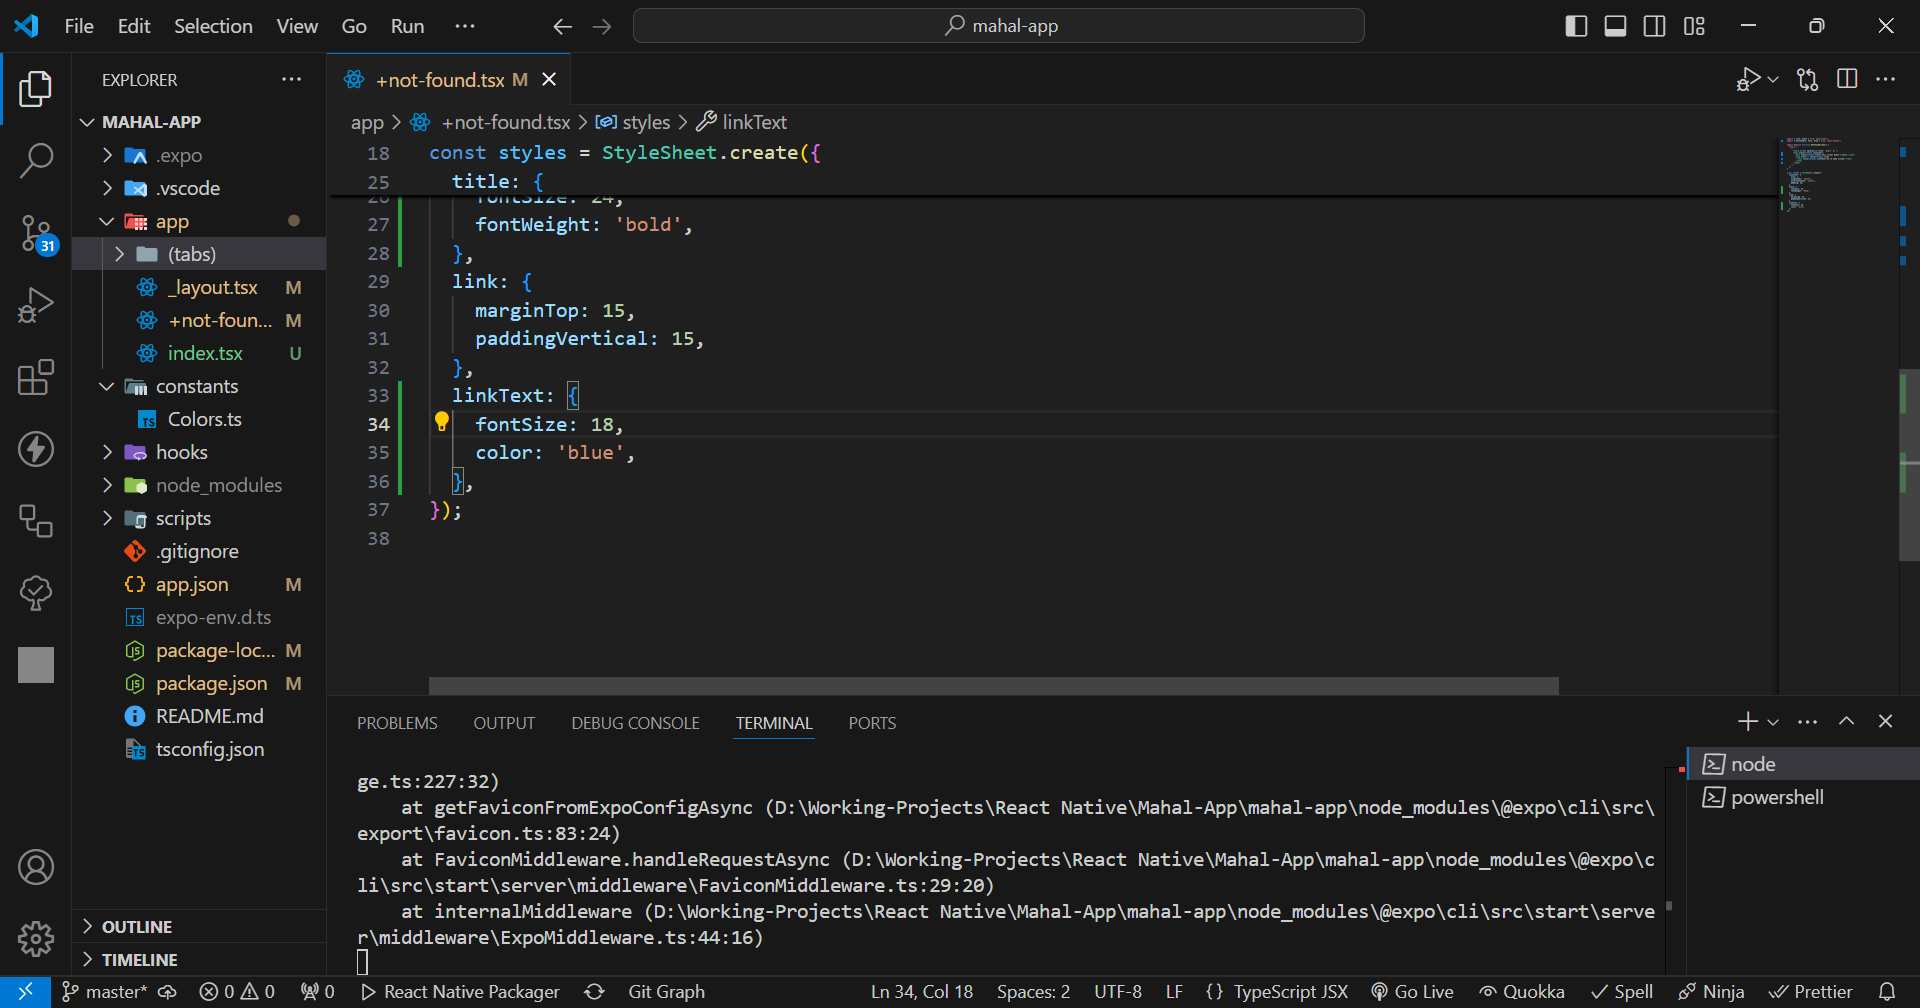 File Edit Selection View Go Run ···
mahal-app
EXPLORER
MAHAL-APP
.expo
.vscode
app
(tabs)
_layout.tsx M
+not-foun... M
index.tsx U
constants
TS Colors.ts
hooks
node_modules
scripts
.gitignore
{} app.json M
TS expo-env.d.ts
JS package-loc... M
JS package.json M
README.md
TS tsconfig.json
OUTLINE
TIMELINE
31
+not-found.tsx M
app > +not-found.tsx > styles > linkText
18 const styles = StyleSheet.create({
25 title: {
26 fontSize: 24,
27 fontWeight: 'bold',
28 },
29 link: {
30 marginTop: 15,
31 paddingVertical: 15,
32 },
33 linkText: {
34 fontSize: 18,
35 color: 'blue',
36 },
37 });
38
PROBLEMS OUTPUT DEBUG CONSOLE TERMINAL PORTS
ge.ts:227:32)
at getFaviconFromExpoConfigAsync (D:\Working-Projects\React Native\Mahal-App\mahal-app\node_modules\@expo\cli\src\
export\favicon.ts:83:24)
at FaviconMiddleware.handleRequestAsync (D:\Working-Projects\React Native\Mahal-App\mahal-app\node_modules\@expo\c
li\src\start\server\middleware\FaviconMiddleware.ts:29:20)
at internalMiddleware (D:\Working-Projects\React Native\Mahal-App\mahal-app\node_modules\@expo\cli\src\start\serve
r\middleware\ExpoMiddleware.ts:44:16)
node
powershell
master* 0 0 0 React Native Packager Git Graph Ln 34, Col 18 Spaces: 2 UTF-8 LF {} TypeScript JSX Go Live Quokka Spell Ninja Prettier